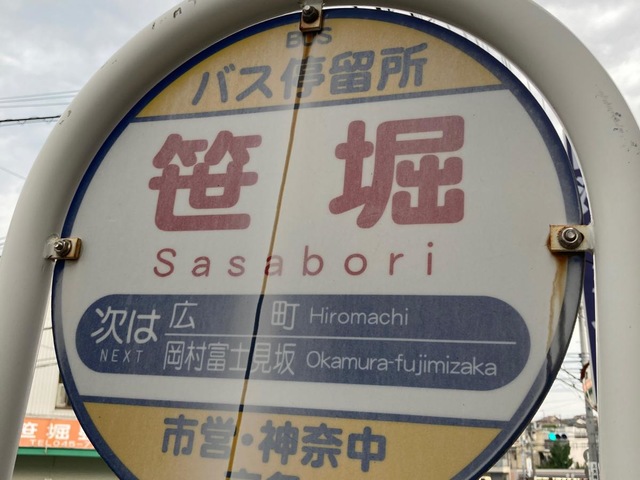 BUS
バス停留所
笹堀
Sasabori
次は
NEXT
広町 Hiromachi
岡村富士見坂 Okamura-fujimizaka
市営・神奈中
笹堀